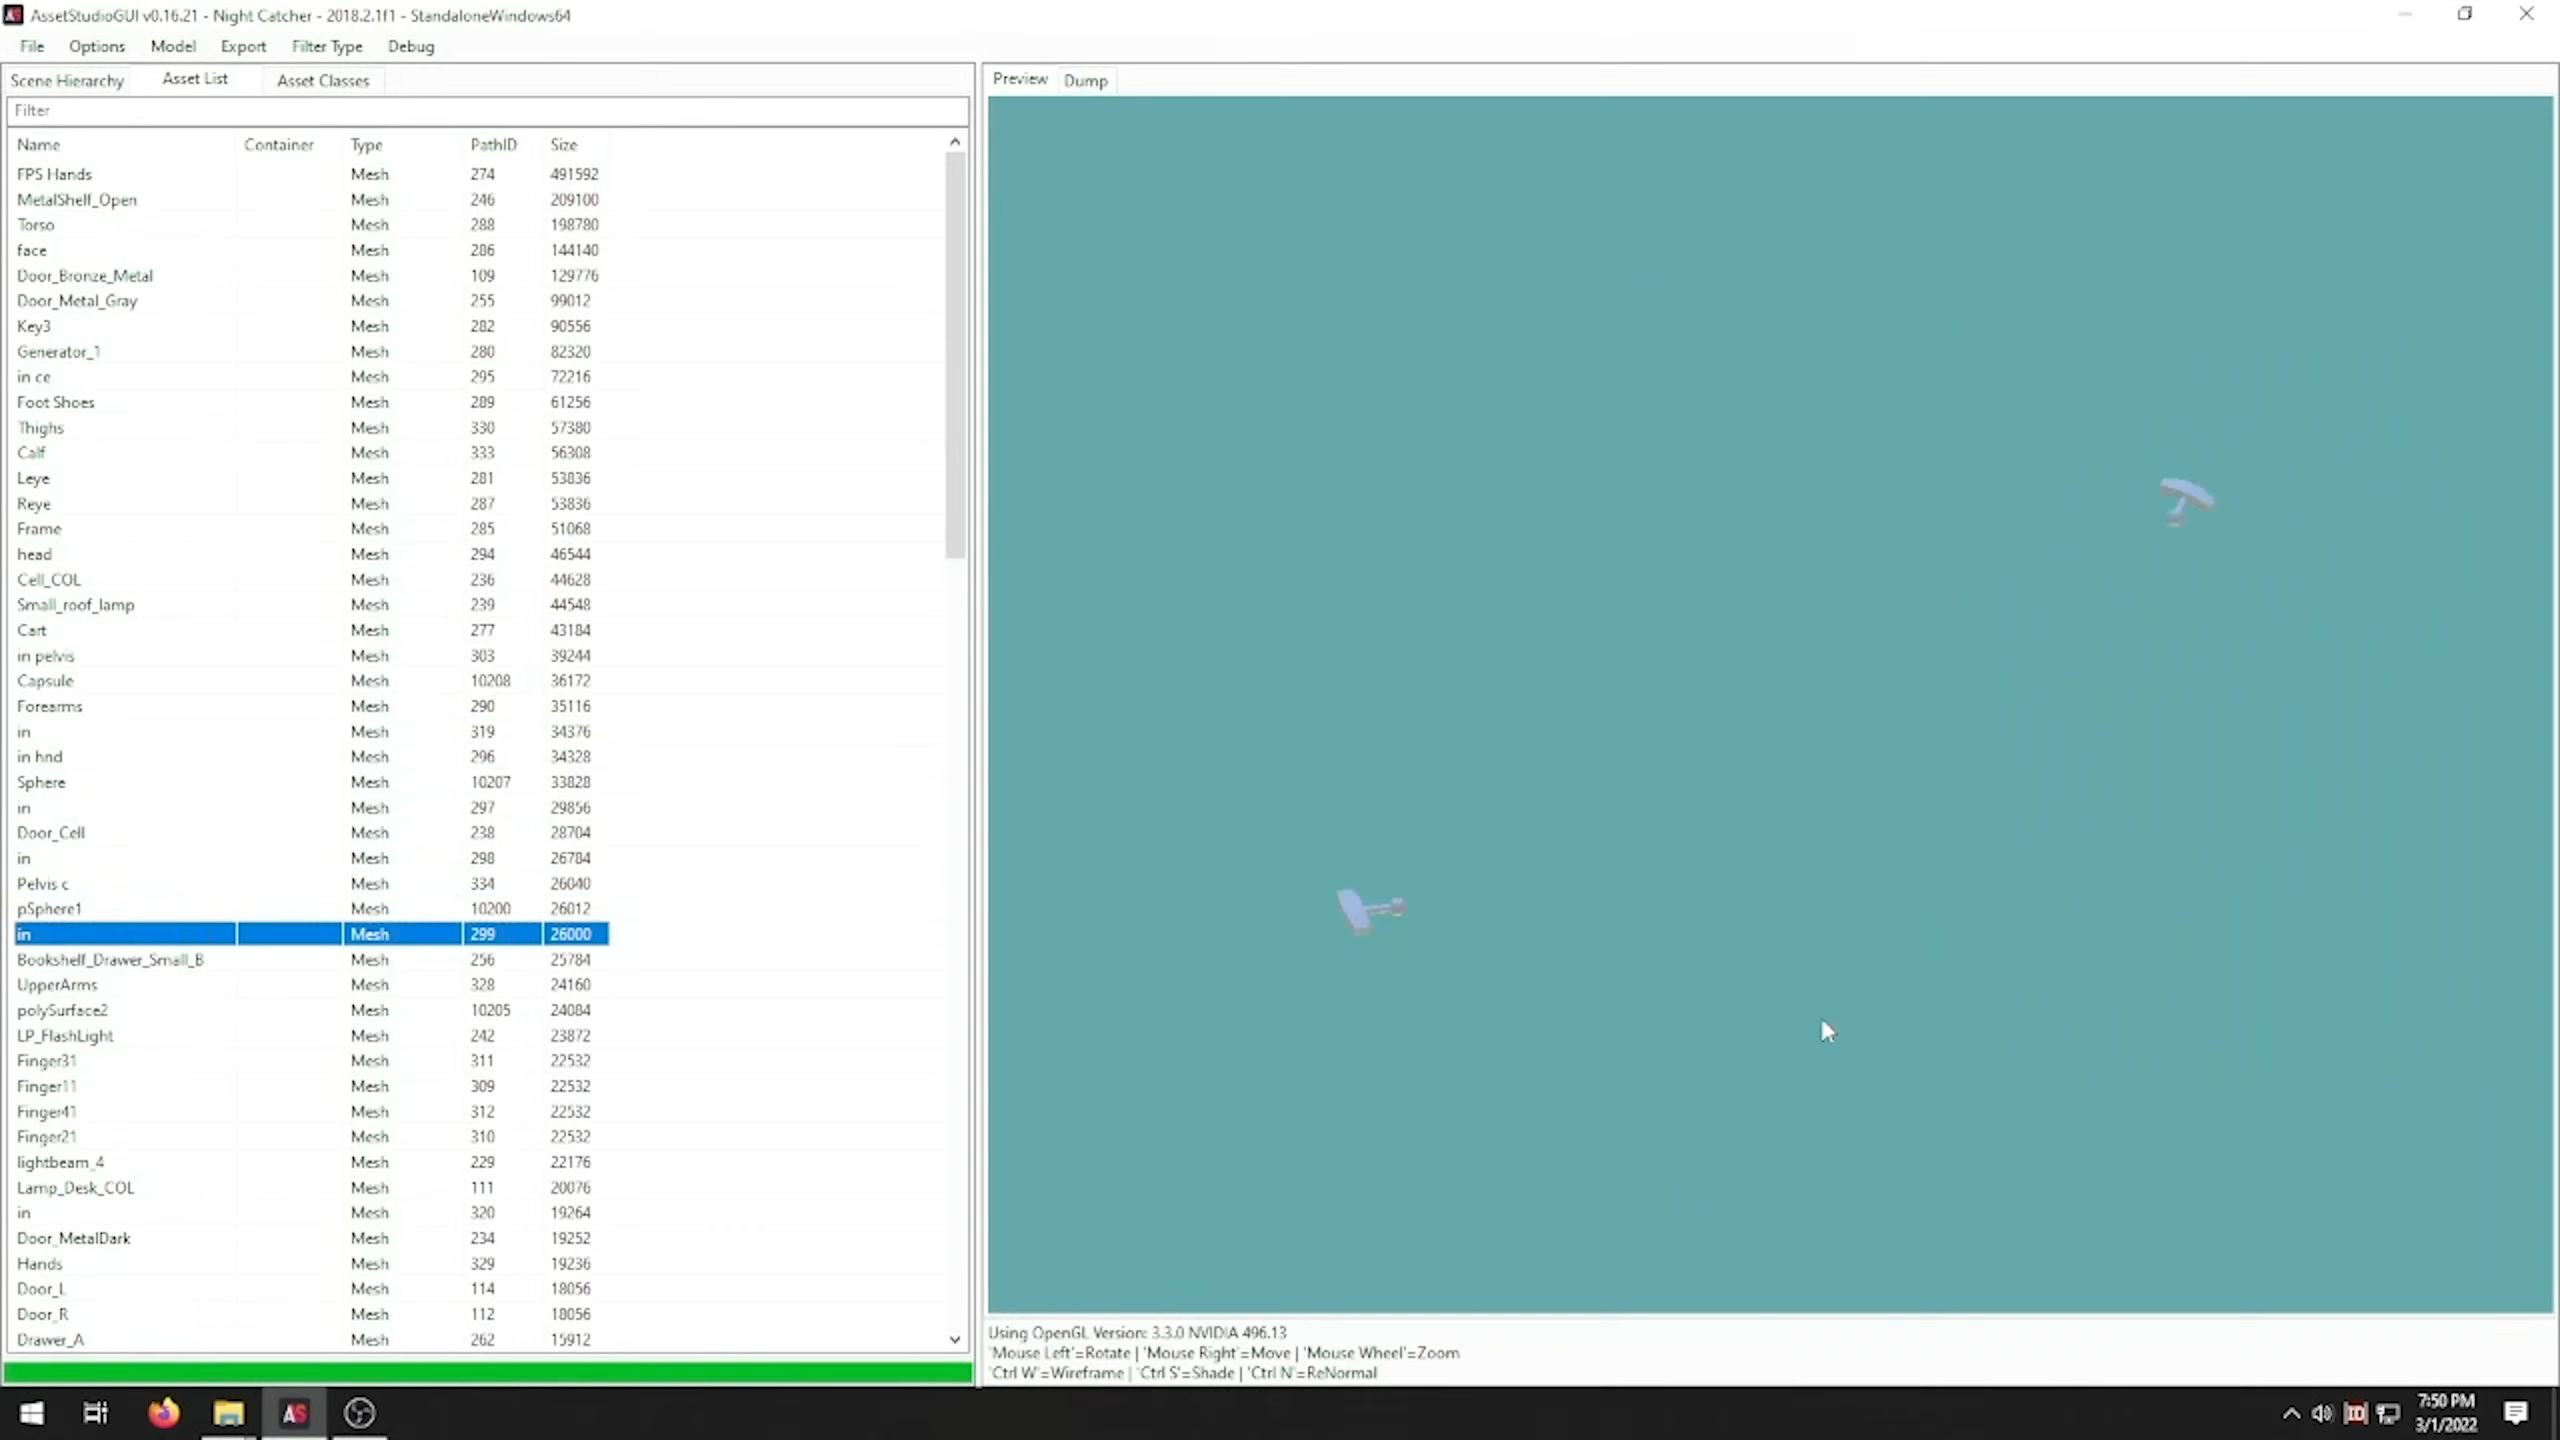 AssetStudioGUI v0.16.21 - Night Catcher - 2018.2.1f1 - StandaloneWindows64
File Options Model Export Filter Type Debug
Scene Hierarchy Asset List Asset Classes
Filter
Name Container Type PathID Size
FPS Hands Mesh 274 491592
MetalShelf_Open Mesh 246 209100
Torso Mesh 288 198780
face Mesh 286 144140
Door_Bronze_Metal Mesh 109 129776
Door_Metal_Gray Mesh 255 99012
Key3 Mesh 282 90556
Generator_1 Mesh 280 82320
in ce Mesh 295 72216
Foot Shoes Mesh 289 61256
Thighs Mesh 330 57380
Calf Mesh 333 56308
Leye Mesh 281 53836
Reye Mesh 287 53836
Frame Mesh 285 51068
head Mesh 294 46544
Cell_COL Mesh 236 44628
Small_roof_lamp Mesh 239 44548
Cart Mesh 277 43184
in pelvis Mesh 303 39244
Capsule Mesh 10208 36172
Forearms Mesh 290 35116
in Mesh 319 34376
in hnd Mesh 296 34328
Sphere Mesh 10207 33828
in Mesh 297 29856
Door_Cell Mesh 238 28704
in Mesh 298 26784
Pelvis c Mesh 334 26040
pSphere1 Mesh 10200 26012
in Mesh 299 26000
Bookshelf_Drawer_Small_B Mesh 256 25784
UpperArms Mesh 328 24160
polySurface2 Mesh 10205 24084
LP_FlashLight Mesh 242 23872
Finger31 Mesh 311 22532
Finger11 Mesh 309 22532
Finger41 Mesh 312 22532
Finger21 Mesh 310 22532
lightbeam_4 Mesh 229 22176
Lamp_Desk_COL Mesh 111 20076
in Mesh 320 19264
Door_MetalDark Mesh 234 19252
Hands Mesh 329 19236
Door_L Mesh 114 18056
Door_R Mesh 112 18056
Drawer_A Mesh 262 15912
Preview Dump
Using OpenGL Version: 3.3.0 NVIDIA 496.13
'Mouse Left'=Rotate | 'Mouse Right'=Move | 'Mouse Wheel'=Zoom
'Ctrl W'=Wireframe | 'Ctrl S'=Shade | 'Ctrl N'=ReNormal
AS
7:50 PM
3/1/2022